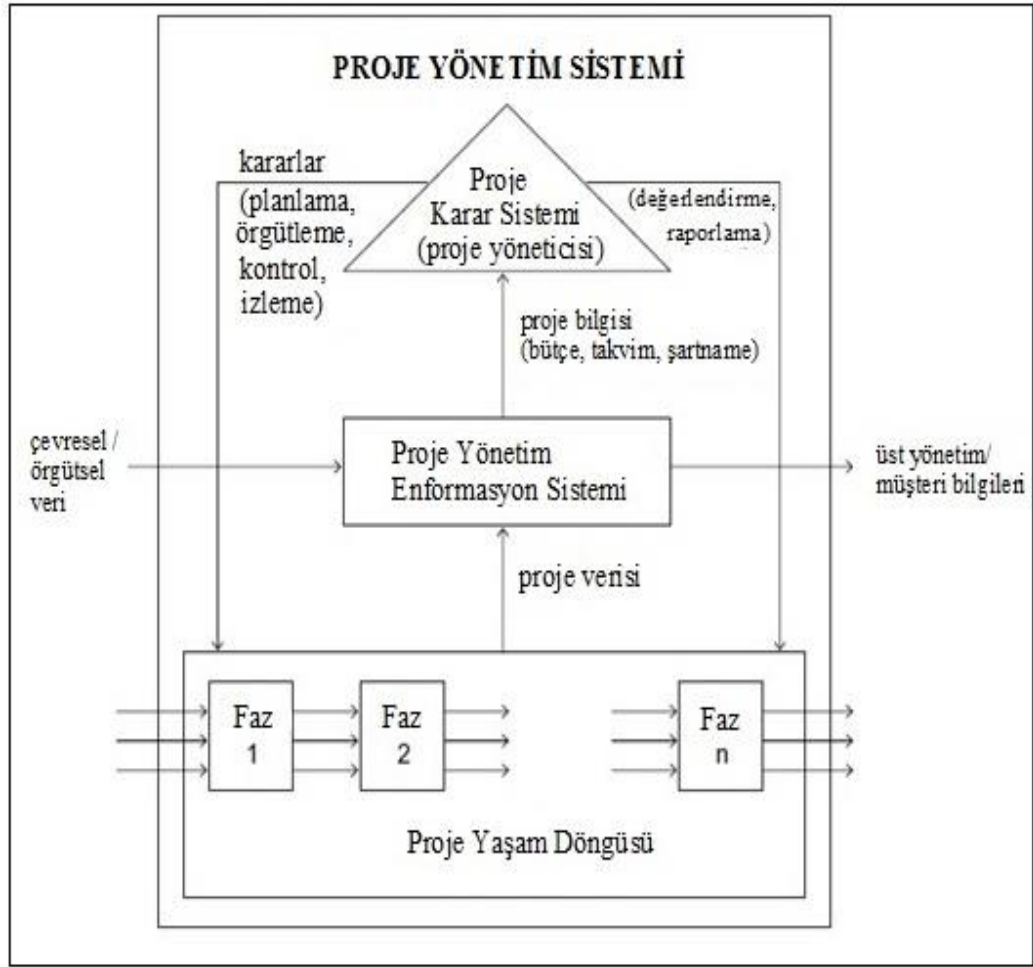 PROJE YÖNETİM SİSTEMİ
kararlar
(planlama,
örgütleme,
kontrol,
izleme)
Proje
Karar Sistemi
(proje yöneticisi)
(değerlendirme,
raporlama)
proje bilgisi
(bütçe, takvim, şartname)
çevresel /
örgütsel
veri
Proje Yönetim
Enformasyon Sistemi
üst yönetim/
müşteri bilgileri
proje verisi
Faz
1
Faz
2
Faz
n
Proje Yaşam Döngüsü